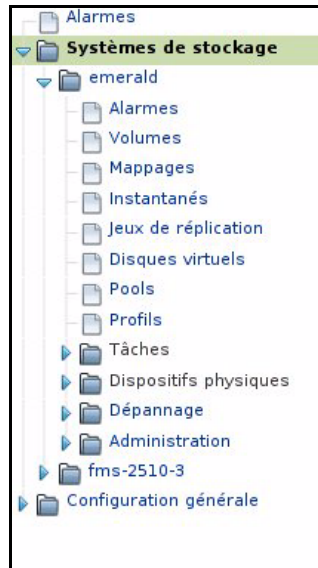 Alarmes
Systèmes de stockage
emerald
Alarmes
Volumes
Mappages
Instantanés
Jeux de réplication
Disques virtuels
Pools
Profils
Tâches
Dispositifs physiques
Dépannage
Administration
fms-2510-3
Configuration générale